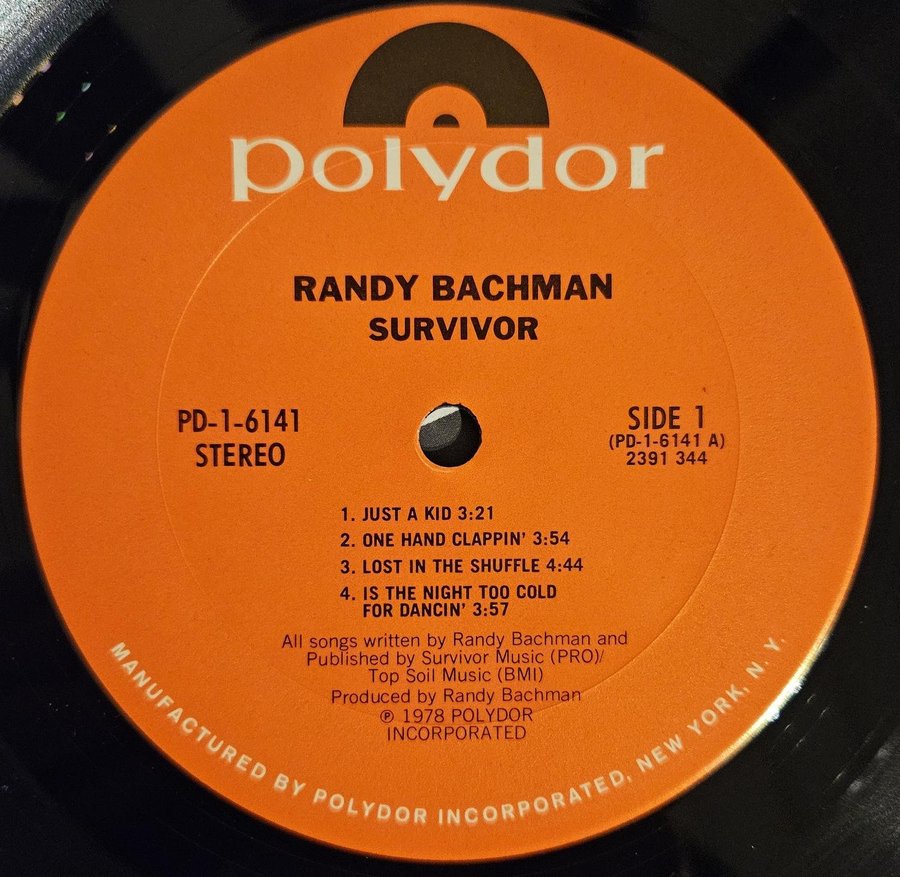 polydor
RANDY BACHMAN
SURVIVOR
PD-1-6141
STEREO
SIDE 1
(PD-1-6141 A)
2391 344
1. JUST A KID 3:21
2. ONE HAND CLAPPIN' 3:54
3. LOST IN THE SHUFFLE 4:44
4. IS THE NIGHT TOO COLD
FOR DANCIN' 3:57
All songs written by Randy Bachman and
Published by Survivor Music (PRO)/
Top Soil Music (BMI)
Produced by Randy Bachman
℗ 1978 POLYDOR
INCORPORATED
MANUFACTURED BY POLYDOR INCORPORATED, NEW YORK, N. Y.